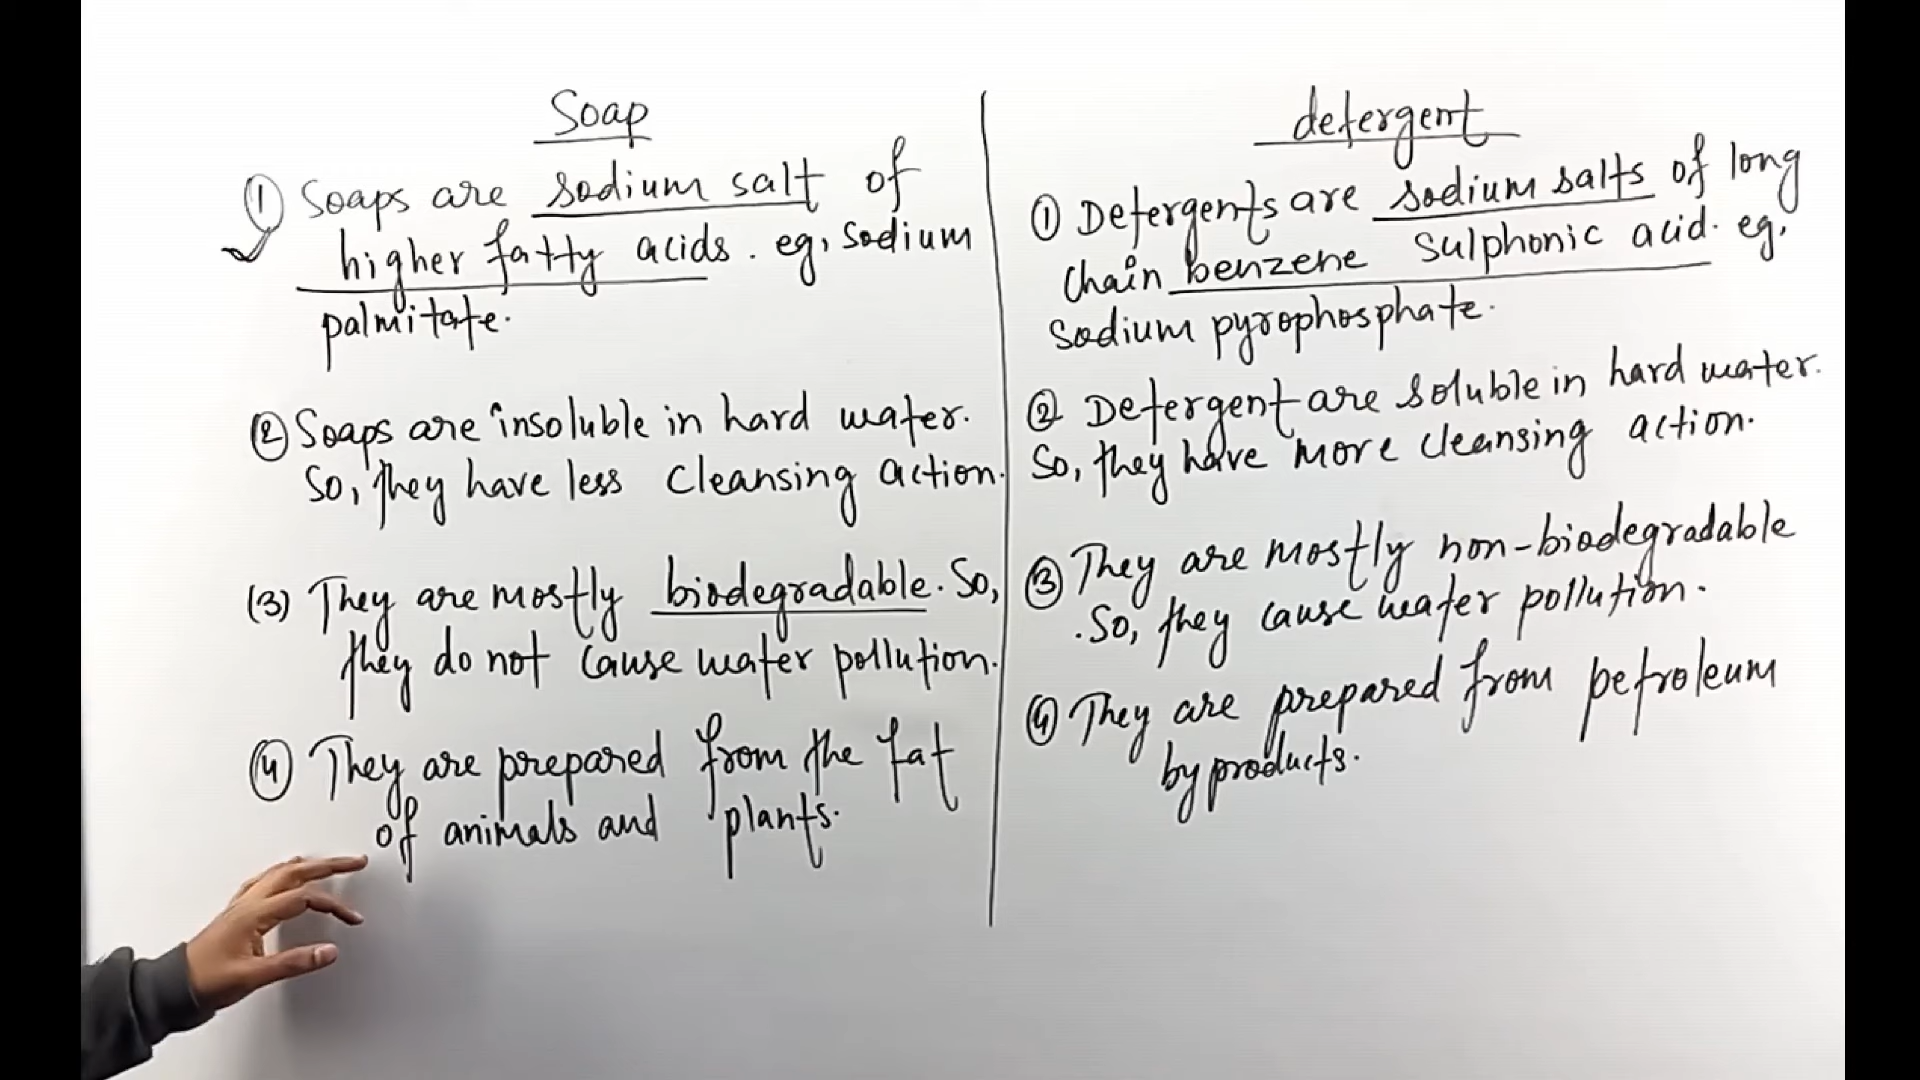 Soap
① Soaps are sodium salt of
higher fatty acids. eg, sodium
palmitate.
② Soaps are insoluble in hard water.
So, they have less cleansing action.
(3) They are mostly biodegradable. So,
they do not cause water pollution.
④ They are prepared from the fat
of animals and plants.
detergent
① Detergents are sodium salts of long
chain benzene sulphonic acid. eg,
sodium pyrophosphate.
② Detergent are soluble in hard water.
So, they have more cleansing action.
③ They are mostly non-biodegradable
.So, they cause water pollution.
④ They are prepared from petroleum
by products.